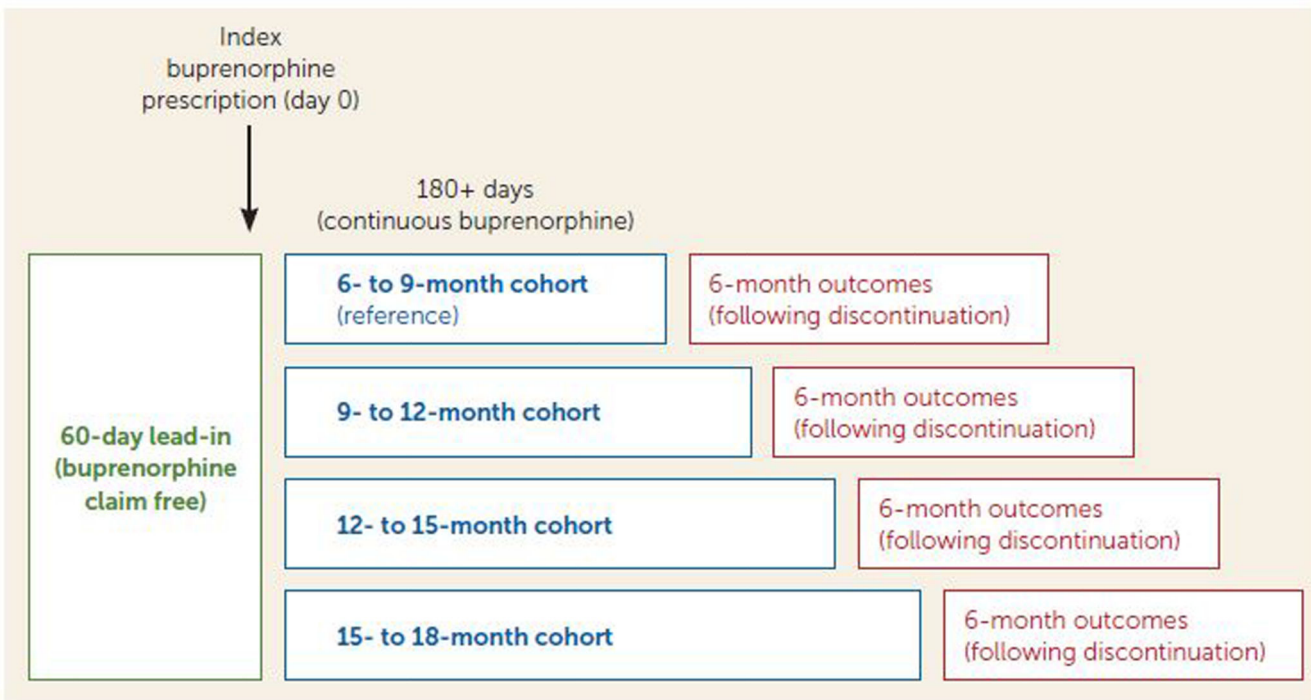 Index
buprenorphine
prescription (day 0)
180+ days
(continuous buprenorphine)
60-day lead-in
(buprenorphine
claim free)
6- to 9-month cohort
(reference)
6-month outcomes
(following discontinuation)
9- to 12-month cohort
6-month outcomes
(following discontinuation)
12- to 15-month cohort
6-month outcomes
(following discontinuation)
15- to 18-month cohort
6-month outcomes
(following discontinuation)